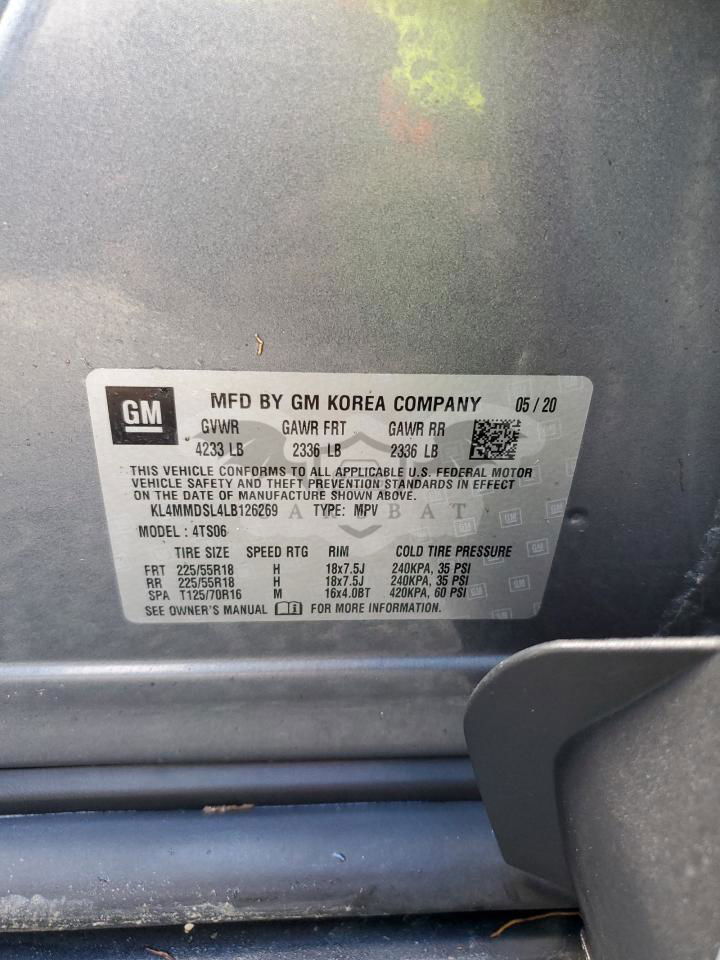 GM MFD BY GM KOREA COMPANY 05 / 20
GVWR GAWR FRT GAWR RR
4233 LB 2336 LB 2336 LB
THIS VEHICLE CONFORMS TO ALL APPLICABLE U.S. FEDERAL MOTOR
VEHICLE SAFETY AND THEFT PREVENTION STANDARDS IN EFFECT
ON THE DATE OF MANUFACTURE SHOWN ABOVE.
KL4MMDSL4LB126269 TYPE: MPV
CARSBAT
MODEL : 4TS06
TIRE SIZE SPEED RTG RIM COLD TIRE PRESSURE
FRT 225/55R18 H 18x7.5J 240KPA, 35 PSI
RR 225/55R18 H 18x7.5J 240KPA, 35 PSI
SPA T125/70R16 M 16x4.0BT 420KPA, 60 PSI
SEE OWNER'S MANUAL FOR MORE INFORMATION.